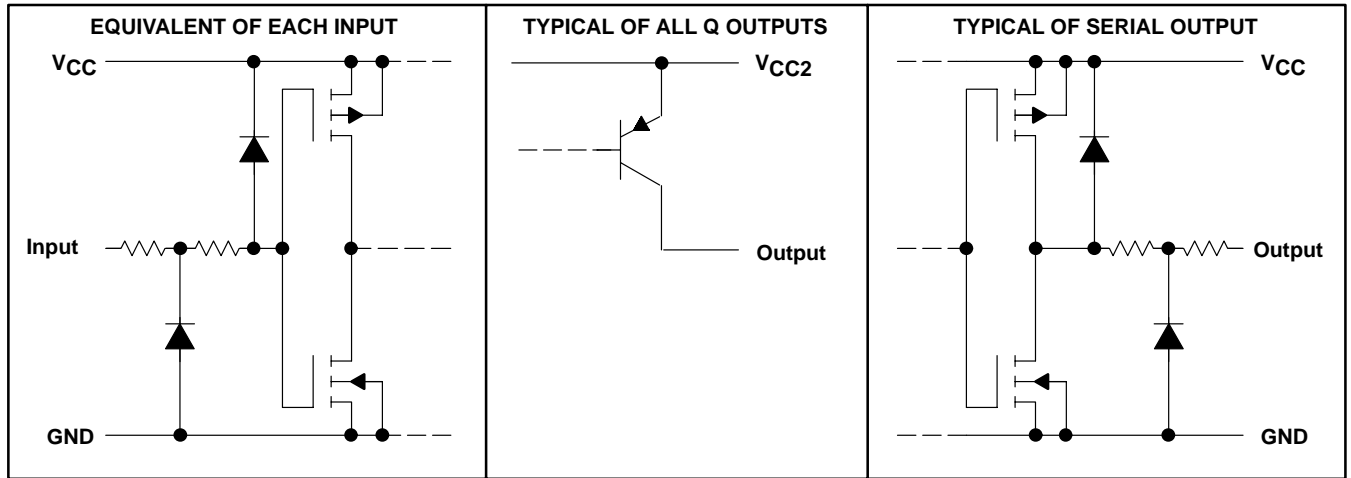 EQUIVALENT OF EACH INPUT
VCC
Input
GND
TYPICAL OF ALL Q OUTPUTS
VCC2
Output
TYPICAL OF SERIAL OUTPUT
VCC
Output
GND